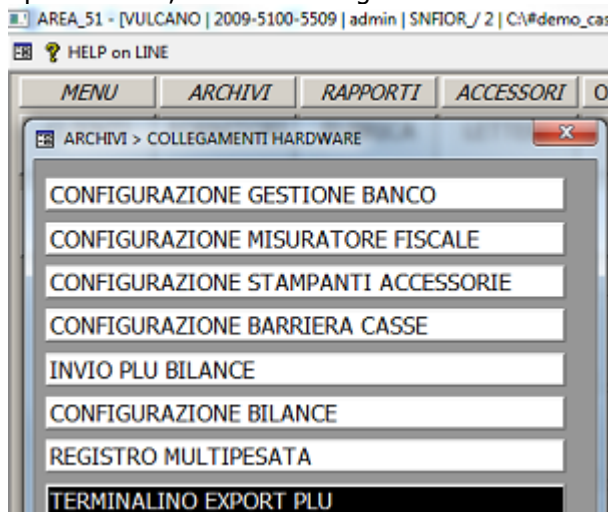 AREA_51 - [VULCANO | 2009-5100-5509 | admin | SNFIOR_/ 2 | C:\#demo_cas
HELP on LINE
MENU ARCHIVI RAPPORTI ACCESSORI O
ARCHIVI > COLLEGAMENTI HARDWARE
CONFIGURAZIONE GESTIONE BANCO
CONFIGURAZIONE MISURATORE FISCALE
CONFIGURAZIONE STAMPANTI ACCESSORIE
CONFIGURAZIONE BARRIERA CASSE
INVIO PLU BILANCE
CONFIGURAZIONE BILANCE
REGISTRO MULTIPESATA
TERMINALINO EXPORT PLU